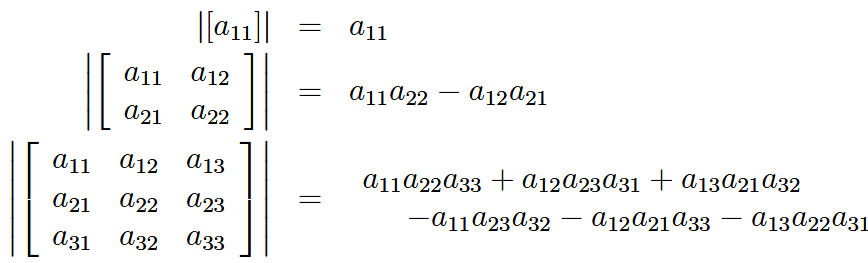 |[a₁₁]| = a₁₁
|[ a₁₁ a₁₂
a₂₁ a₂₂ ]| = a₁₁a₂₂ − a₁₂a₂₁
|[ a₁₁ a₁₂ a₁₃
a₂₁ a₂₂ a₂₃
a₃₁ a₃₂ a₃₃ ]| = a₁₁a₂₂a₃₃ + a₁₂a₂₃a₃₁ + a₁₃a₂₁a₃₂
−a₁₁a₂₃a₃₂ − a₁₂a₂₁a₃₃ − a₁₃a₂₂a₃₁